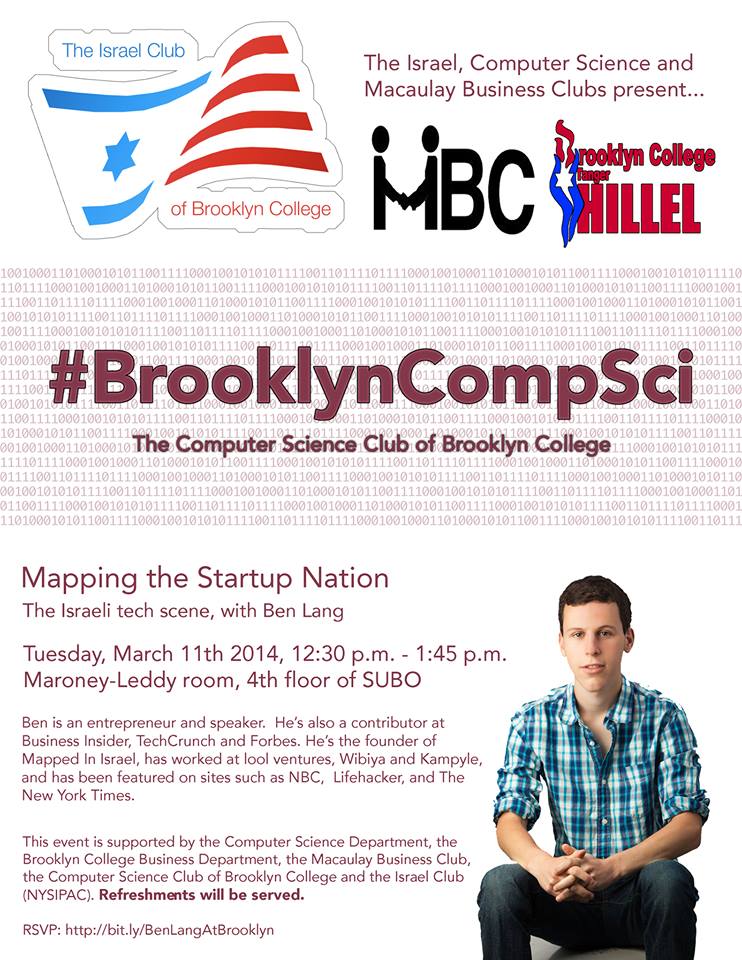 The Israel Club
of Brooklyn College
The Israel, Computer Science and
Macaulay Business Clubs present...
MBC
Brooklyn College
Tanger
HILLEL
#BrooklynCompSci
The Computer Science Club of Brooklyn College
Mapping the Startup Nation
The Israeli tech scene, with Ben Lang
Tuesday, March 11th 2014, 12:30 p.m. - 1:45 p.m.
Maroney-Leddy room, 4th floor of SUBO
Ben is an entrepreneur and speaker. He's also a contributor at
Business Insider, TechCrunch and Forbes. He's the founder of
Mapped In Israel, has worked at lool ventures, Wibiya and Kampyle,
and has been featured on sites such as NBC, Lifehacker, and The
New York Times.
This event is supported by the Computer Science Department, the
Brooklyn College Business Department, the Macaulay Business Club,
the Computer Science Club of Brooklyn College and the Israel Club
(NYSIPAC). Refreshments will be served.
RSVP: http://bit.ly/BenLangAtBrooklyn